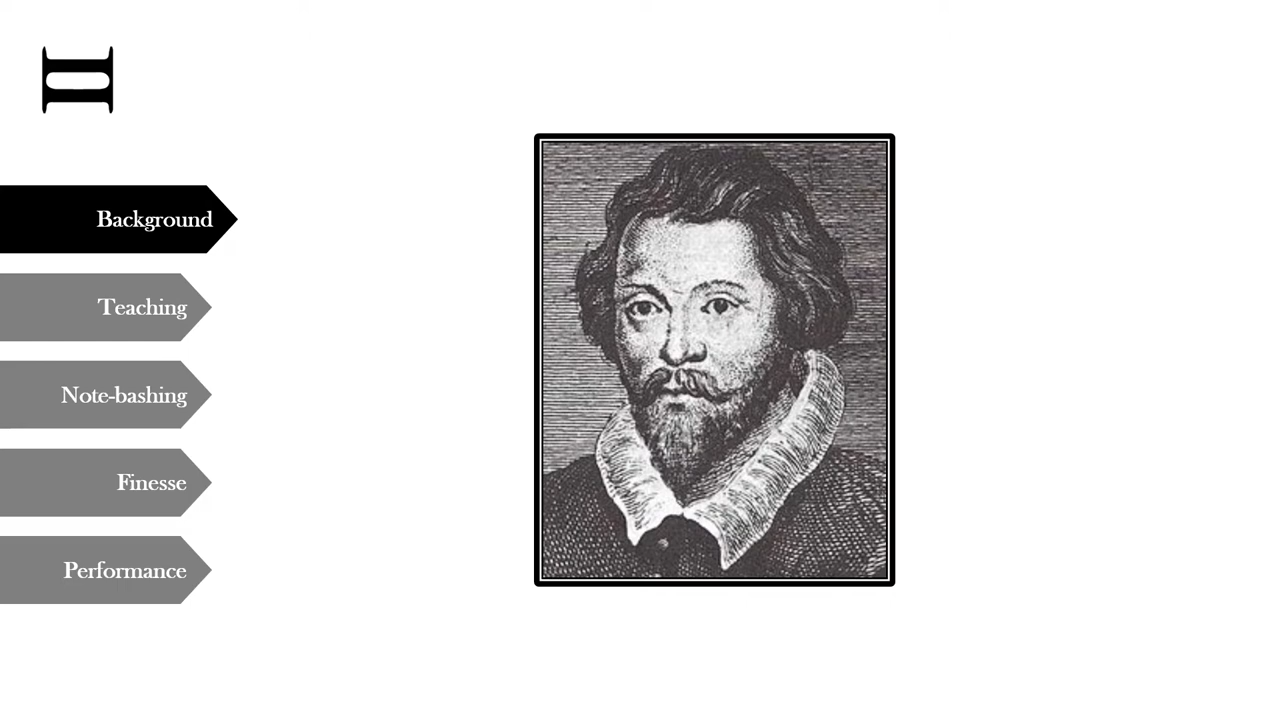 Background
Teaching
Note-bashing
Finesse
Performance